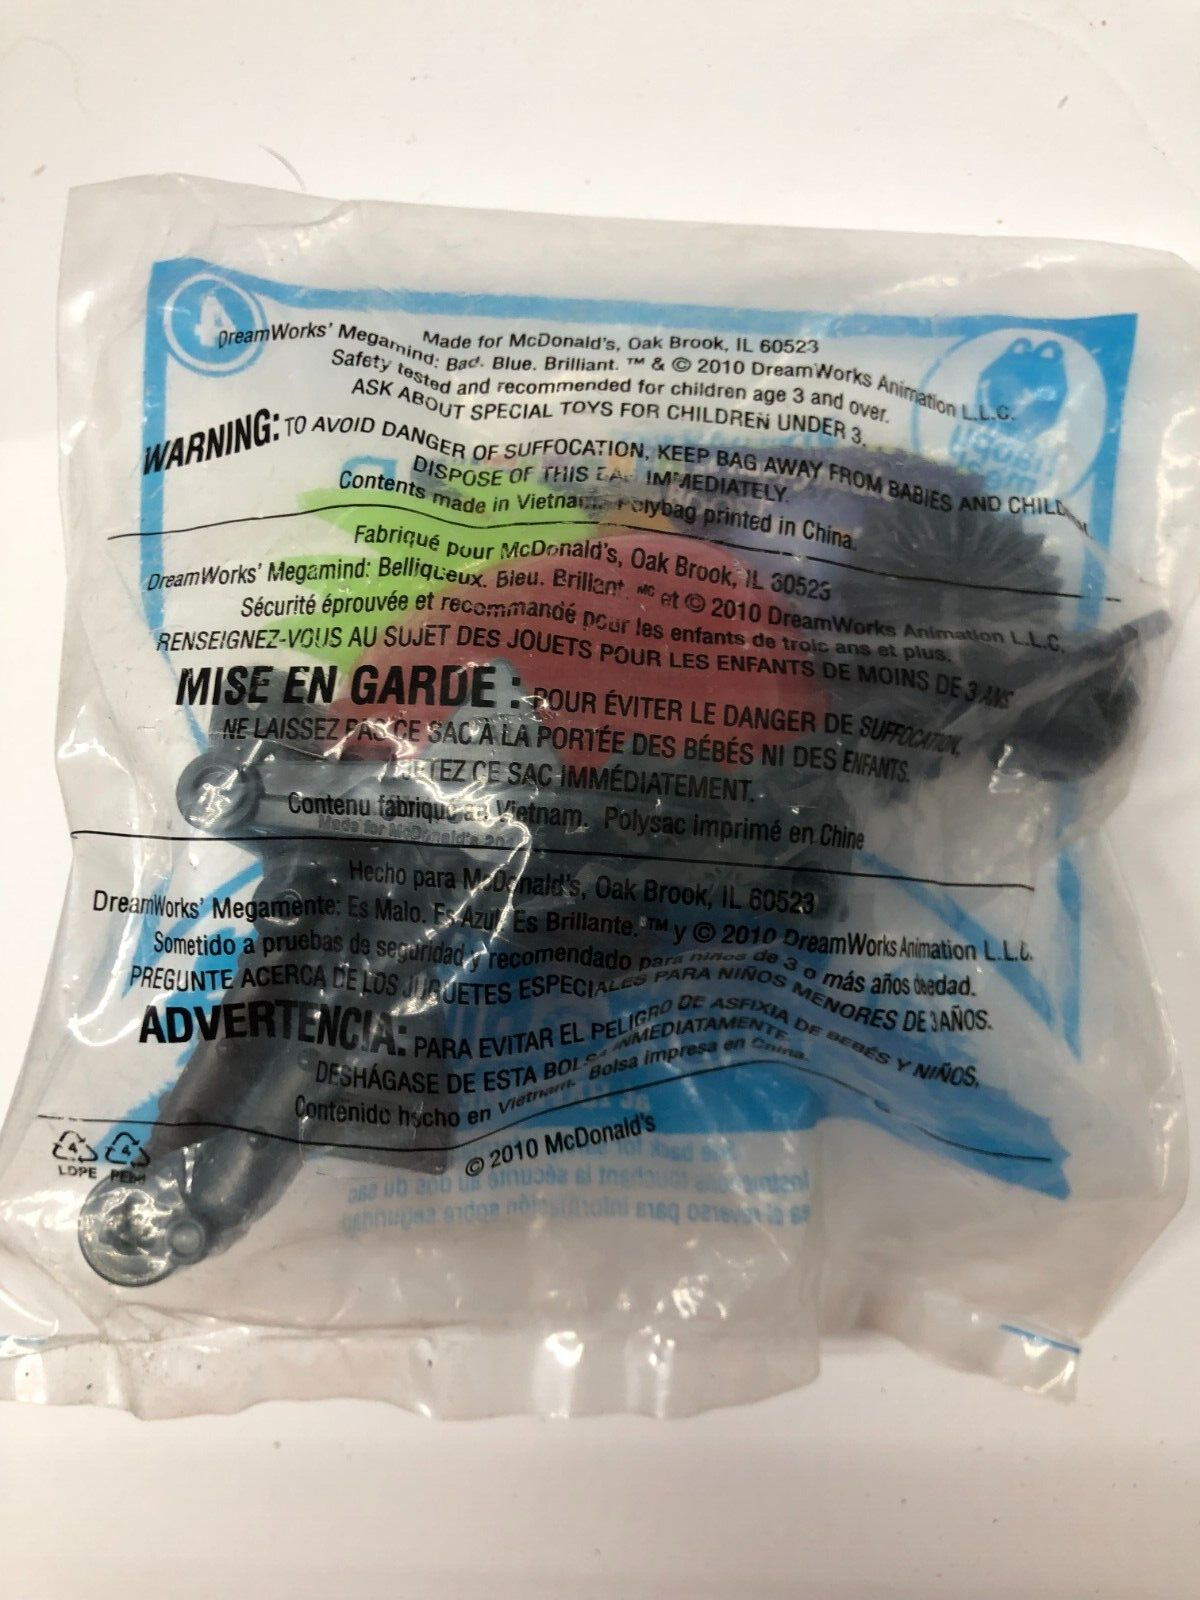 4
Made for McDonald's, Oak Brook, IL 60523
DreamWorks' Megamind: Bad. Blue. Brilliant. ™ & © 2010 DreamWorks Animation L.L.C.
Safety tested and recommended for children age 3 and over.
ASK ABOUT SPECIAL TOYS FOR CHILDREN UNDER 3.
WARNING: TO AVOID DANGER OF SUFFOCATION, KEEP BAG AWAY FROM BABIES AND
DISPOSE OF THIS BAG IMMEDIATELY.
Contents made in Vietnam. Polybag printed in China.
Fabriqué pour McDonald's, Oak Brook, IL 60523
DreamWorks' Megamind: Belliqueux. Bleu. Brillant. MC et © 2010 DreamWorks Animation L.L.C.
Sécurité éprouvée et recommandé pour les enfants de trois ans et plus.
RENSEIGNEZ-VOUS AU SUJET DES JOUETS POUR LES ENFANTS DE MOINS DE 3 ANS
MISE EN GARDE : POUR ÉVITER LE DANGER DE SUFFOCATION,
NE LAISSEZ PAS CE SAC À LA PORTÉE DES BÉBÉS NI DES ENFANTS.
JETEZ CE SAC IMMÉDIATEMENT.
Contenu fabriqué au Vietnam. Polysac imprimé en Chine
Made for McDonald's
Hecho para McDonald's, Oak Brook, IL 60523
DreamWorks' Megamente: Es Malo. Es Azul. Es Brillante.™ y © 2010 DreamWorks Animation L.L.C.
Sometido a pruebas de seguridad y recomendado para niños de 3 o más años de edad.
PREGUNTE ACERCA DE LOS JUGUETES ESPECIALES PARA NIÑOS MENORES DE 3 AÑOS.
ADVERTENCIA: PARA EVITAR EL PELIGRO DE ASFIXIA DE BEBÉS Y NIÑOS,
DESHÁGASE DE ESTA BOLSA INMEDIATAMENTE.
Contenido hecho en Vietnam. Bolsa impresa en China.
© 2010 McDonald's
4 4
LDPE